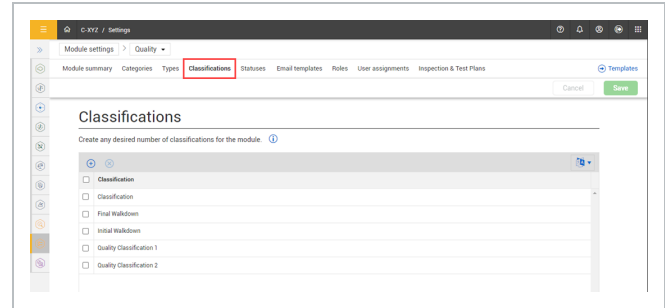 C-XYZ / Settings
Module settings > Quality
Module summary Categories Types Classifications Statuses Email templates Roles User assignments Inspection & Test Plans Templates
Cancel Save
Classifications
Create any desired number of classifications for the module.
Classification
Classification
Final Walkdown
Initial Walkdown
Quality Classification 1
Quality Classification 2